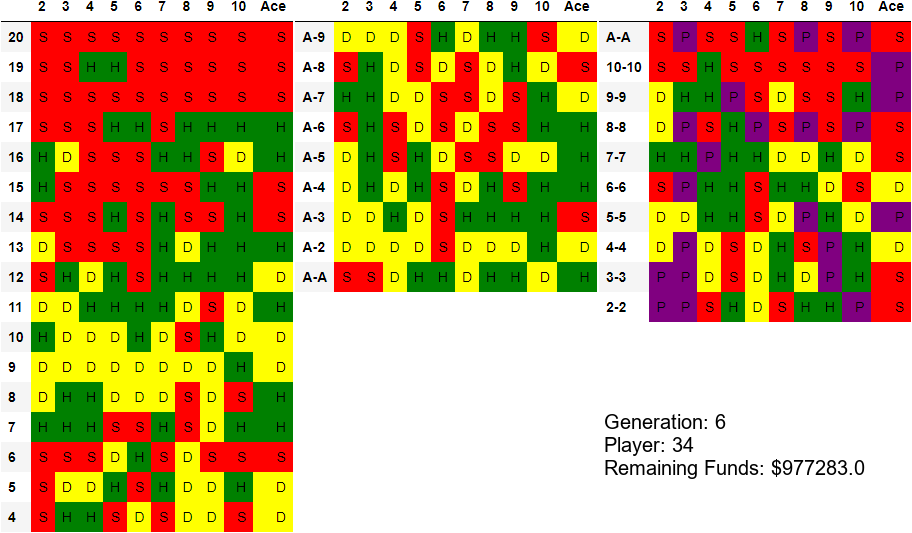 2 3 4 5 6 7 8 9 10 Ace
20 S S S S S S S S S S
19 S S H H S S S S S S
18 S S S S S S S S S S
17 S S S H H S H H H H
16 H D S S S H H S D H
15 H S S S S S S H H S
14 S S S H S H S S H S
13 D S S S S H D H H H
12 S H D H S H H H H D
11 D D H H H H D S D H
10 H D D D H D S H D D
9 D D D D D D D D H D
8 D H H D D D S D S H
7 H H H S S H S D H H
6 S S S D H S D S S S
5 S D D H S H D D H D
4 S H H S D S D D S D
2 3 4 5 6 7 8 9 10 Ace
A-9 D D D S H D H H S D
A-8 S H D S D S D H D S
A-7 H H D D S S D S H D
A-6 S H S D S D S S H H
A-5 D H S H D S S D D H
A-4 D H D H S D H S H H
A-3 D D H D S H H H H S
A-2 D D D D S D D D H D
A-A S S D H H D H H D H
2 3 4 5 6 7 8 9 10 Ace
A-A S P S S H S P S P S
10-10 S S H S S S S S S P
9-9 D H H P S D S S H P
8-8 D P S H P S P S P S
7-7 H H P H H D D H D S
6-6 S P H H S H H D S D
5-5 D D H H S D P H D P
4-4 D P D S D H S P H D
3-3 P P D S D H D P H S
2-2 P P S H D S H H P S
Generation: 6
Player: 34
Remaining Funds: $977283.0